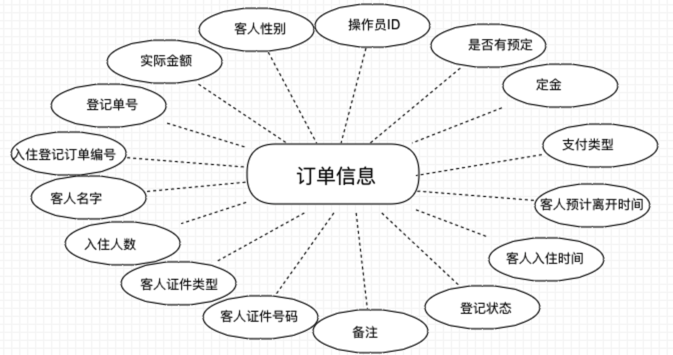 客人性别
操作员ID
是否有预定
实际金额
定金
登记单号
支付类型
入住登记订单编号
订单信息
客人名字
客人预计离开时间
入住人数
客人入住时间
客人证件类型
登记状态
客人证件号码
备注